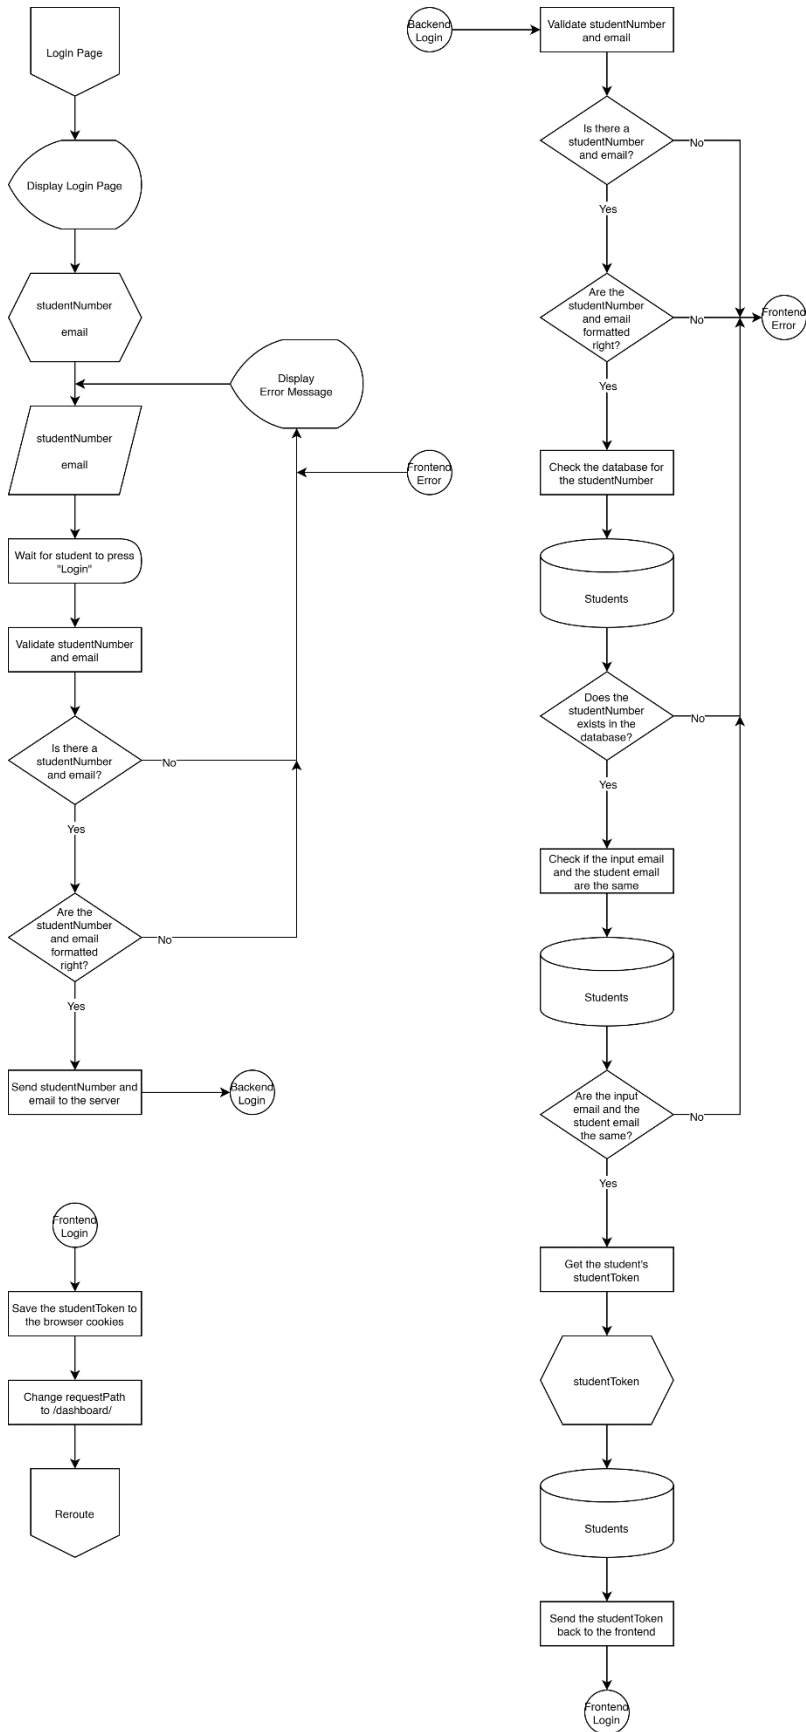 Login Page
Display Login Page
studentNumber
email
Display
Error Message
studentNumber
email
Frontend
Error
Wait for student to press
"Login"
Validate studentNumber
and email
Is there a
studentNumber
and email?
No
Yes
Are the
studentNumber
and email
formatted
right?
No
Yes
Send studentNumber and
email to the server
Backend
Login
Frontend
Login
Save the studentToken to
the browser cookies
Change requestPath
to /dashboard/
Reroute
Backend
Login
Validate studentNumber
and email
Is there a
studentNumber
and email?
No
Yes
Are the
studentNumber
and email
formatted
right?
No
Frontend
Error
Yes
Check the database for
the studentNumber
Students
Does the
studentNumber
exists in the
database?
No
Yes
Check if the input email
and the student email
are the same
Students
Are the input
email and the
student email
the same?
No
Yes
Get the student's
studentToken
studentToken
Students
Send the studentToken
back to the frontend
Frontend
Login